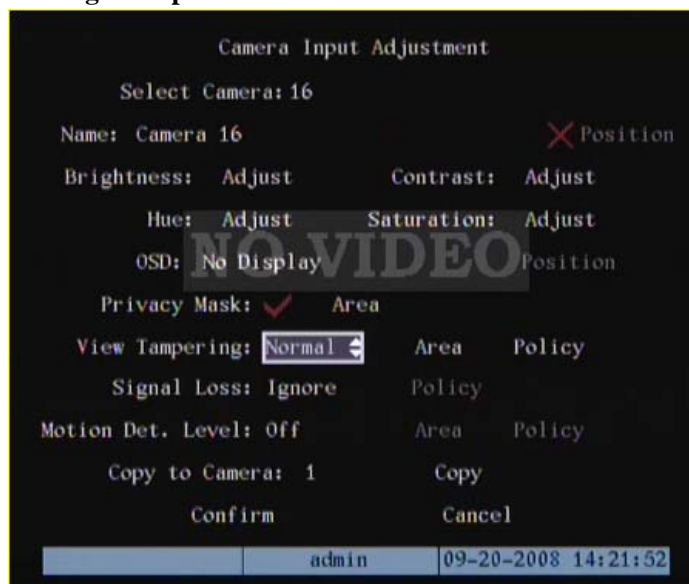 Camera Input Adjustment
Select Camera: 16
Name: Camera 16 Position
Brightness: Adjust Contrast: Adjust
Hue: Adjust Saturation: Adjust
NO VIDEO
OSD: No Display Position
Privacy Mask: Area
View Tampering: Normal Area Policy
Signal Loss: Ignore Policy
Motion Det. Level: Off Area Policy
Copy to Camera: 1 Copy
Confirm Cancel
admin 09-20-2008 14:21:52